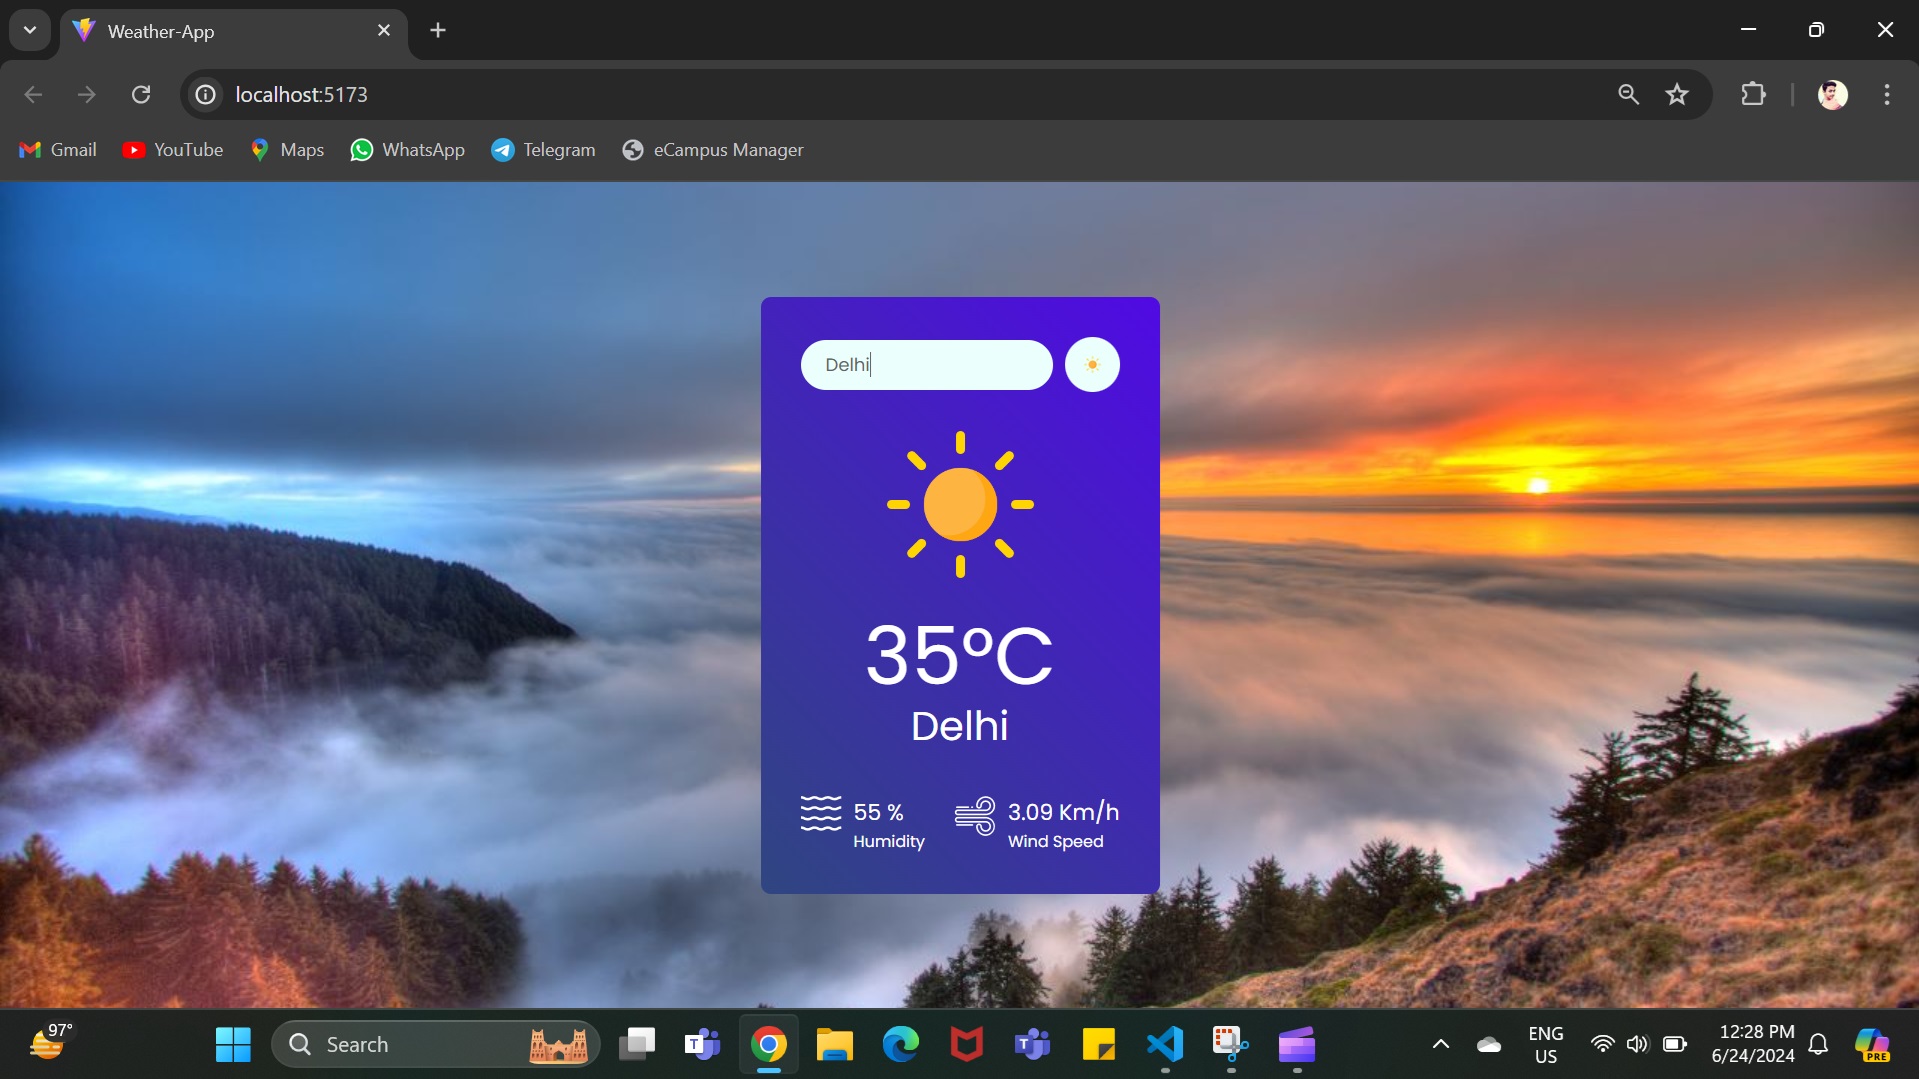 Weather-App
localhost:5173
Gmail YouTube Maps WhatsApp Telegram eCampus Manager
Delhi
35°C
Delhi
55 % 3.09 Km/h
Humidity Wind Speed
97°
Search
T
T
ENG
US
12:28 PM
6/24/2024
PRE